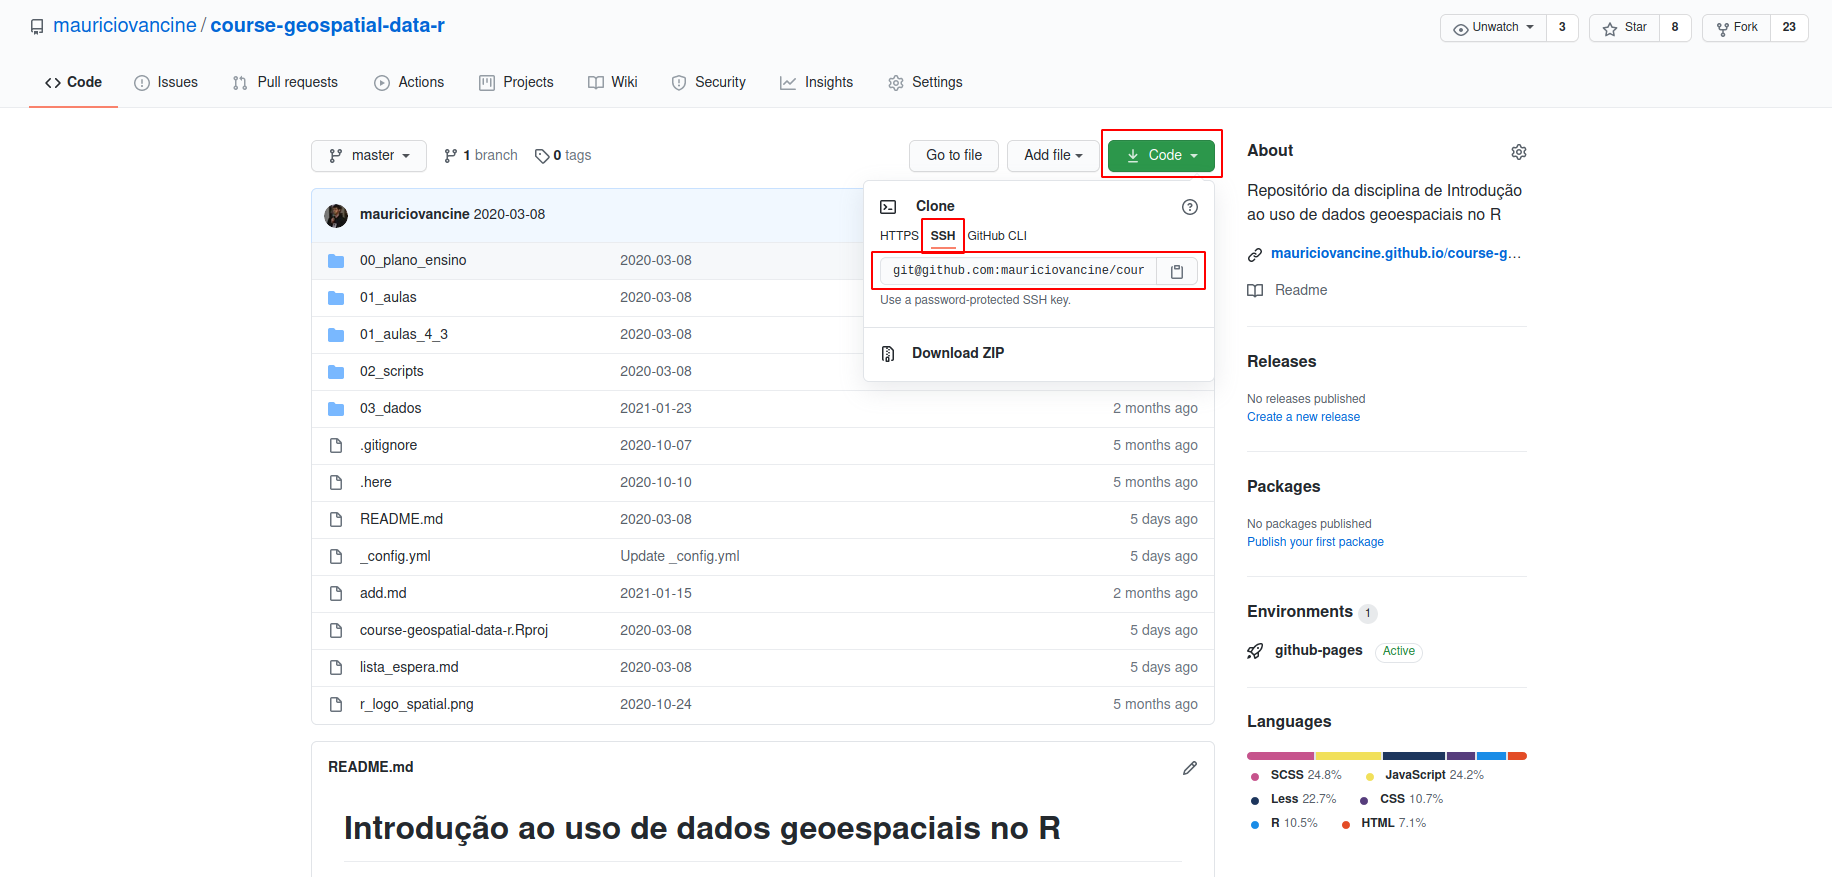 mauriciovancine / course-geospatial-data-r
Unwatch 3 Star 8 Fork 23
Code Issues Pull requests Actions Projects Wiki Security Insights Settings
master 1 branch 0 tags Go to file Add file Code
mauriciovancine 2020-03-08
Clone
HTTPS SSH GitHub CLI
git@github.com:mauriciovancine/cour
Use a password-protected SSH key.
Download ZIP
00_plano_ensino 2020-03-08
01_aulas 2020-03-08
01_aulas_4_3 2020-03-08
02_scripts 2020-03-08
03_dados 2021-01-23 2 months ago
.gitignore 2020-10-07 5 months ago
.here 2020-10-10 5 months ago
README.md 2020-03-08 5 days ago
_config.yml Update _config.yml 5 days ago
add.md 2021-01-15 2 months ago
course-geospatial-data-r.Rproj 2020-03-08 5 days ago
lista_espera.md 2020-03-08 5 days ago
r_logo_spatial.png 2020-10-24 5 months ago
README.md
Introdução ao uso de dados geoespaciais no R
About
Repositório da disciplina de Introdução
ao uso de dados geoespaciais no R
mauriciovancine.github.io/course-g...
Readme
Releases
No releases published
Create a new release
Packages
No packages published
Publish your first package
Environments 1
github-pages Active
Languages
SCSS 24.8% JavaScript 24.2%
Less 22.7% CSS 10.7%
R 10.5% HTML 7.1%